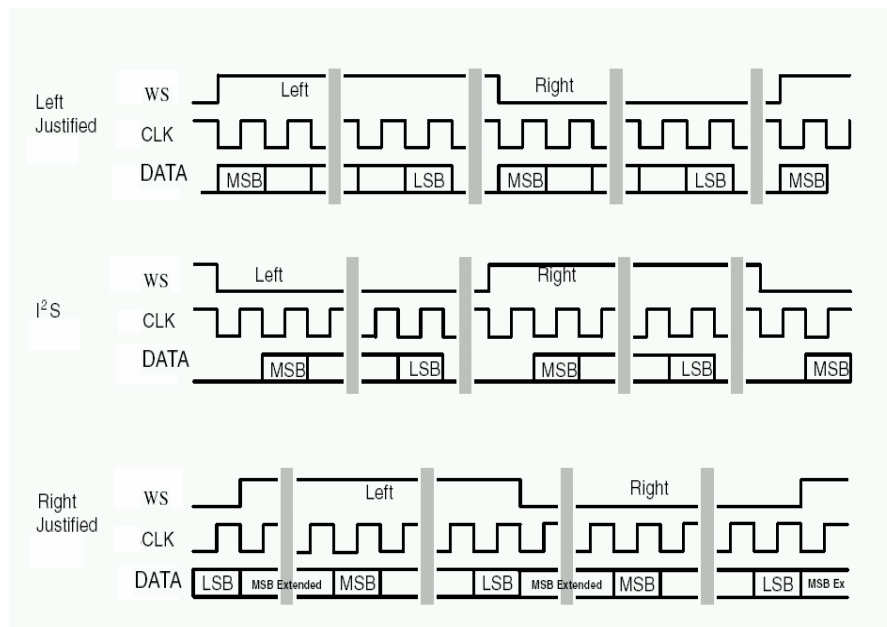 Left Justified
WS
Left
Right
CLK
DATA
MSB
LSB
MSB
LSB
MSB
I²S
WS
Left
Right
CLK
DATA
MSB
LSB
MSB
LSB
MSB
Right Justified
WS
Left
Right
CLK
DATA
LSB
MSB Extended
MSB
LSB
MSB Extended
MSB
LSB
MSB Ex